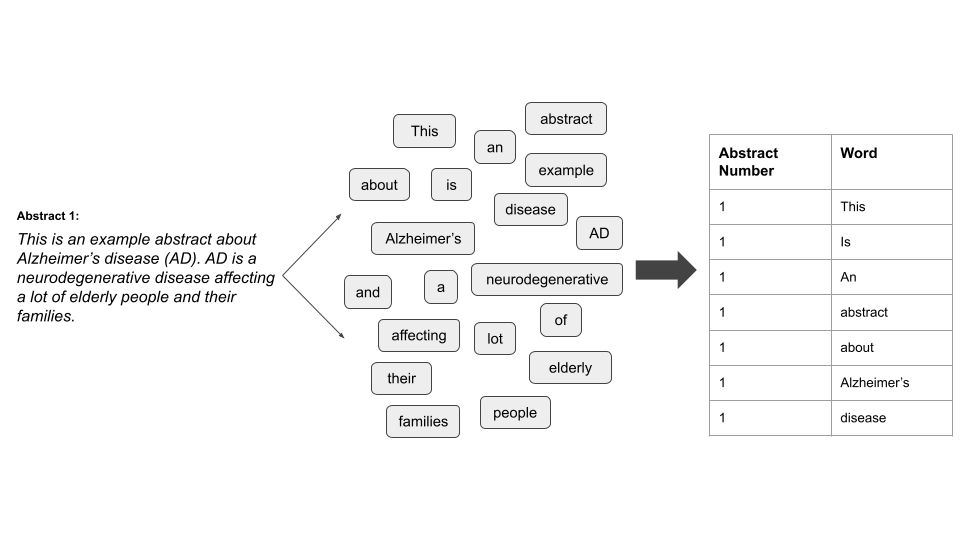 Abstract 1:
This is an example abstract about
Alzheimer's disease (AD). AD is a
neurodegenerative disease affecting
a lot of elderly people and their
families.
This
abstract
an
example
about
is
disease
Alzheimer's
AD
neurodegenerative
and
a
of
affecting
lot
elderly
their
people
families
Abstract Number
Word
1 This
1 Is
1 An
1 abstract
1 about
1 Alzheimer's
1 disease